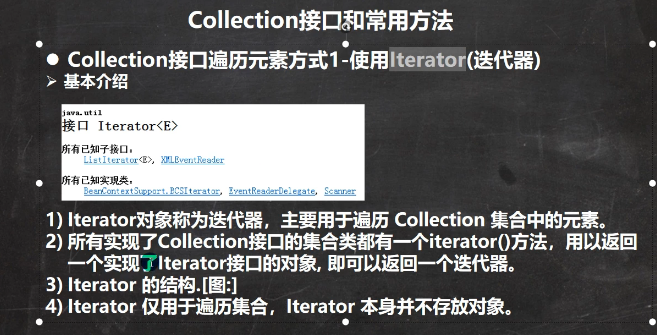 Collection接口和常用方法
● Collection接口遍历元素方式1-使用Iterator(迭代器)
➢ 基本介绍
java.util
接口 Iterator<E>
所有已知子接口：
ListIterator<E>, XMLEventReader
所有已知实现类：
BeanContextSupport.BCSIterator, EventReaderDelegate, Scanner
1) Iterator对象称为迭代器，主要用于遍历 Collection 集合中的元素。
2) 所有实现了Collection接口的集合类都有一个iterator()方法，用以返回
一个实现了Iterator接口的对象, 即可以返回一个迭代器。
3) Iterator 的结构.[图:]
4) Iterator 仅用于遍历集合，Iterator 本身并不存放对象。